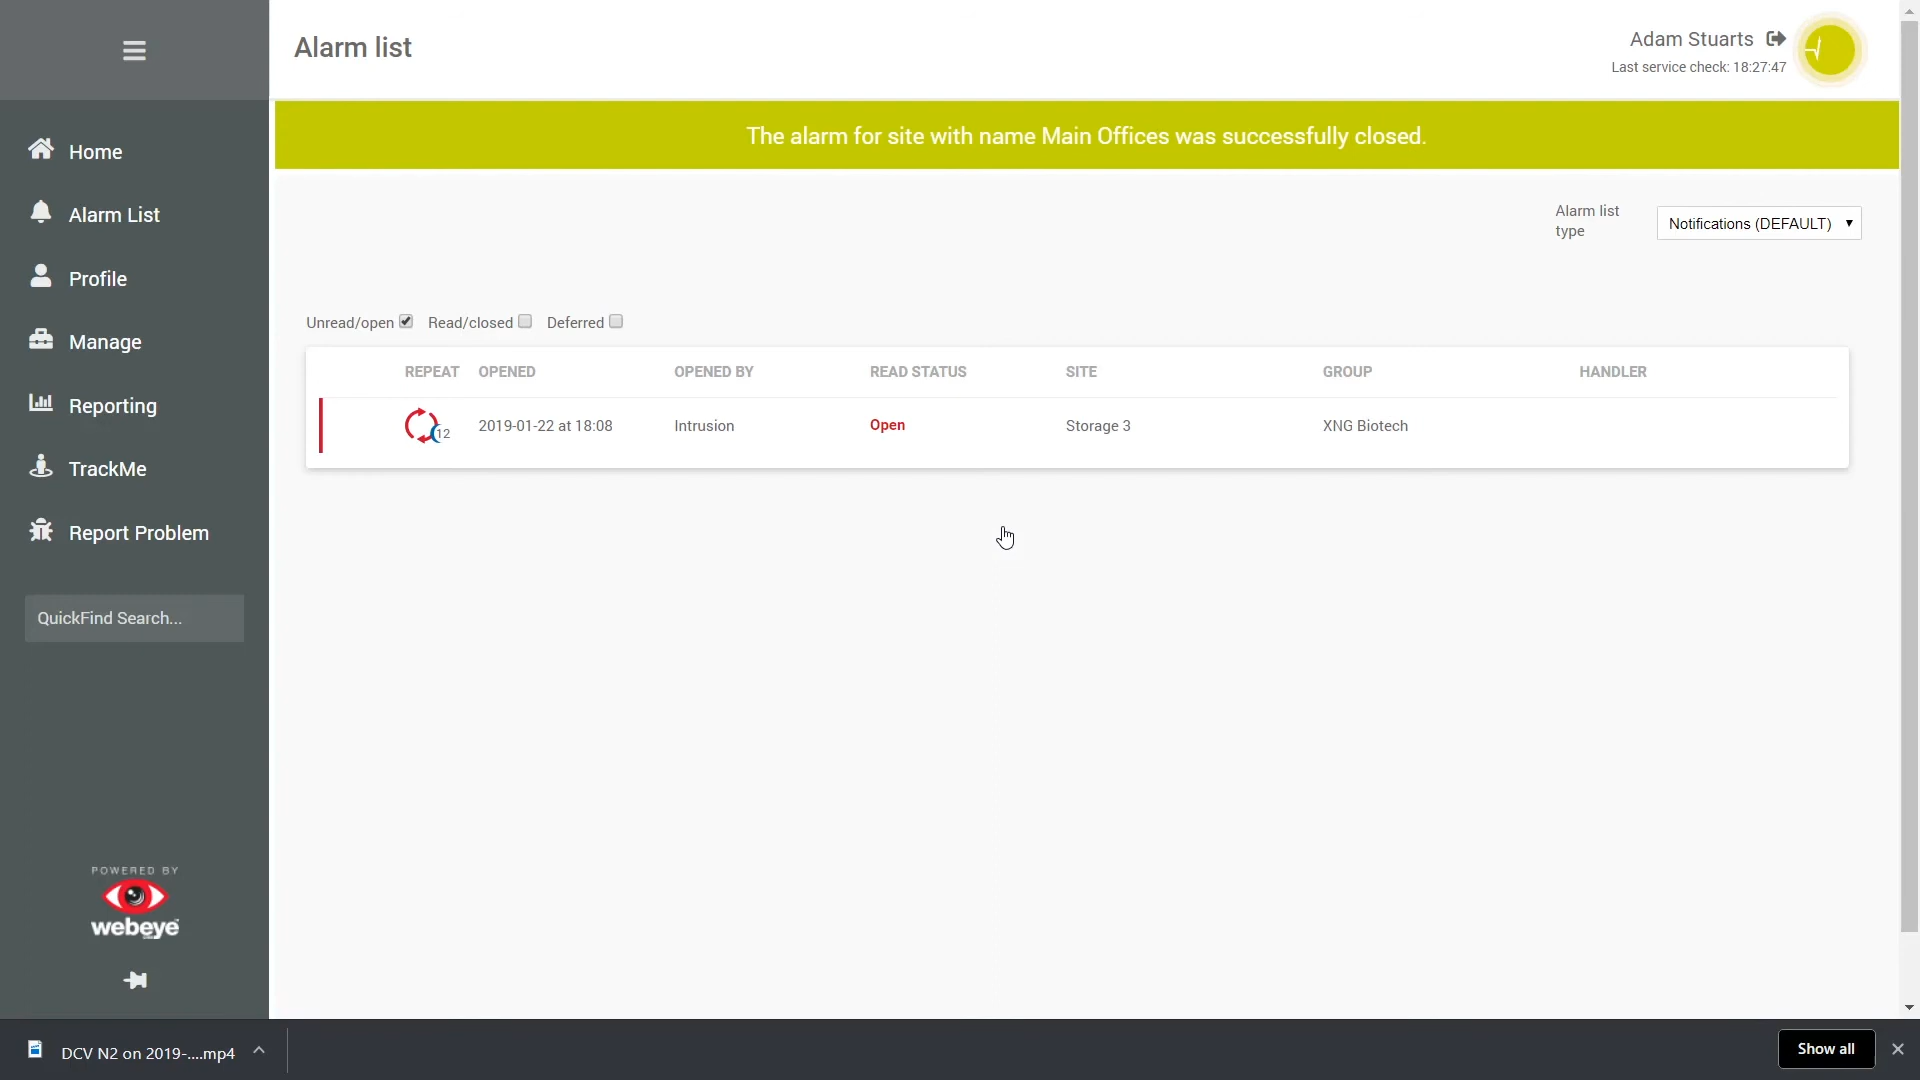 Alarm list
Adam Stuarts
Last service check: 18:27:47
The alarm for site with name Main Offices was successfully closed.
Home
Alarm List
Profile
Manage
Reporting
TrackMe
Report Problem
QuickFind Search...
POWERED BY
webeye
Alarm list
type
Notifications (DEFAULT)
Unread/open Read/closed Deferred
REPEAT OPENED OPENED BY READ STATUS SITE GROUP HANDLER
12 2019-01-22 at 18:08 Intrusion Open Storage 3 XNG Biotech
DCV N2 on 2019-....mp4
Show all